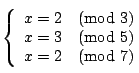 x = 2 (mod 3)
x = 3 (mod 5)
x = 2 (mod 7)